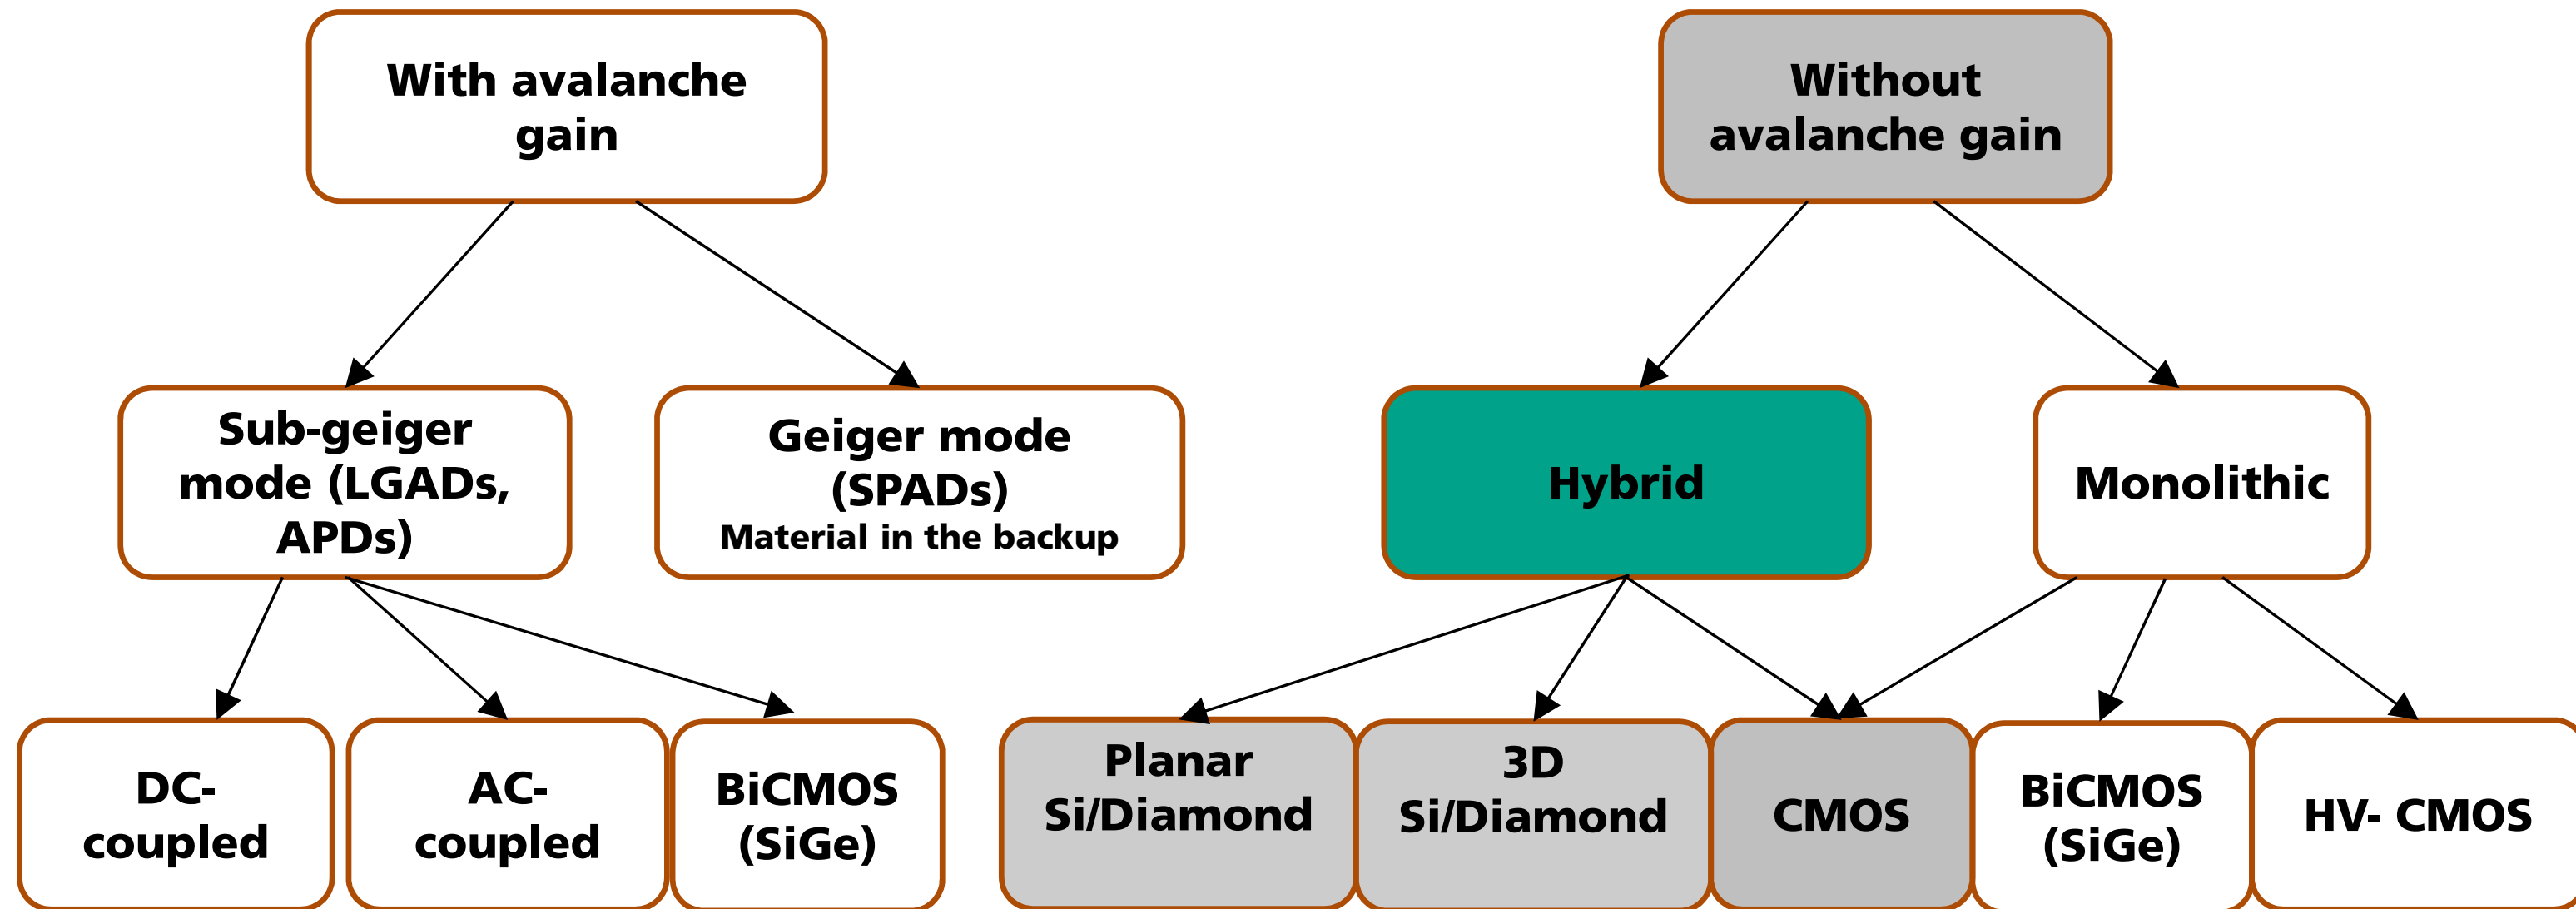 With avalanche
gain
Without
avalanche gain
Sub-geiger
mode (LGADs,
APDs)
Geiger mode
(SPADs)
Material in the backup
Hybrid
Monolithic
DC-
coupled
AC-
coupled
BiCMOS
(SiGe)
Planar
Si/Diamond
3D
Si/Diamond
CMOS
BiCMOS
(SiGe)
HV- CMOS